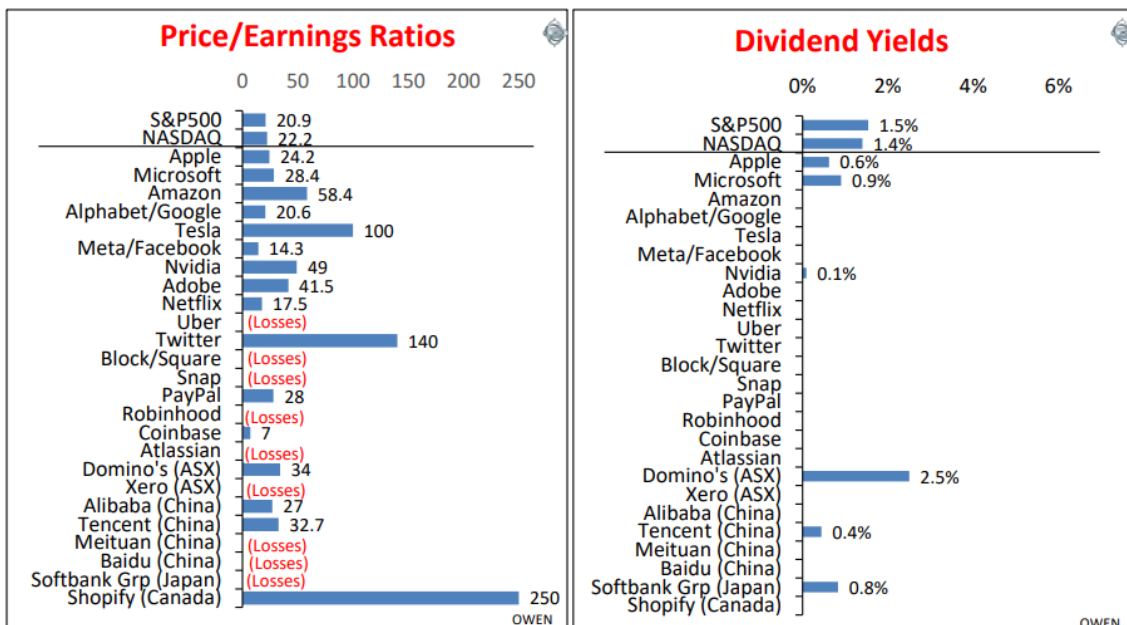 Price/Earnings Ratios
0 50 100 150 200 250
S&P500 20.9
NASDAQ 22.2
Apple 24.2
Microsoft 28.4
Amazon 58.4
Alphabet/Google 20.6
Tesla 100
Meta/Facebook 14.3
Nvidia 49
Adobe 41.5
Netflix 17.5
Uber (Losses)
Twitter 140
Block/Square (Losses)
Snap (Losses)
PayPal 28
Robinhood (Losses)
Coinbase 7
Atlassian (Losses)
Domino's (ASX) 34
Xero (ASX) (Losses)
Alibaba (China) 27
Tencent (China) 32.7
Meituan (China) (Losses)
Baidu (China) (Losses)
Softbank Grp (Japan) (Losses)
Shopify (Canada) 250
OWEN
Dividend Yields
0% 2% 4% 6%
S&P500 1.5%
NASDAQ 1.4%
Apple 0.6%
Microsoft 0.9%
Amazon
Alphabet/Google
Tesla
Meta/Facebook
Nvidia 0.1%
Adobe
Netflix
Uber
Twitter
Block/Square
Snap
PayPal
Robinhood
Coinbase
Atlassian
Domino's (ASX) 2.5%
Xero (ASX)
Alibaba (China)
Tencent (China) 0.4%
Meituan (China)
Baidu (China)
Softbank Grp (Japan) 0.8%
Shopify (Canada)
OWEN